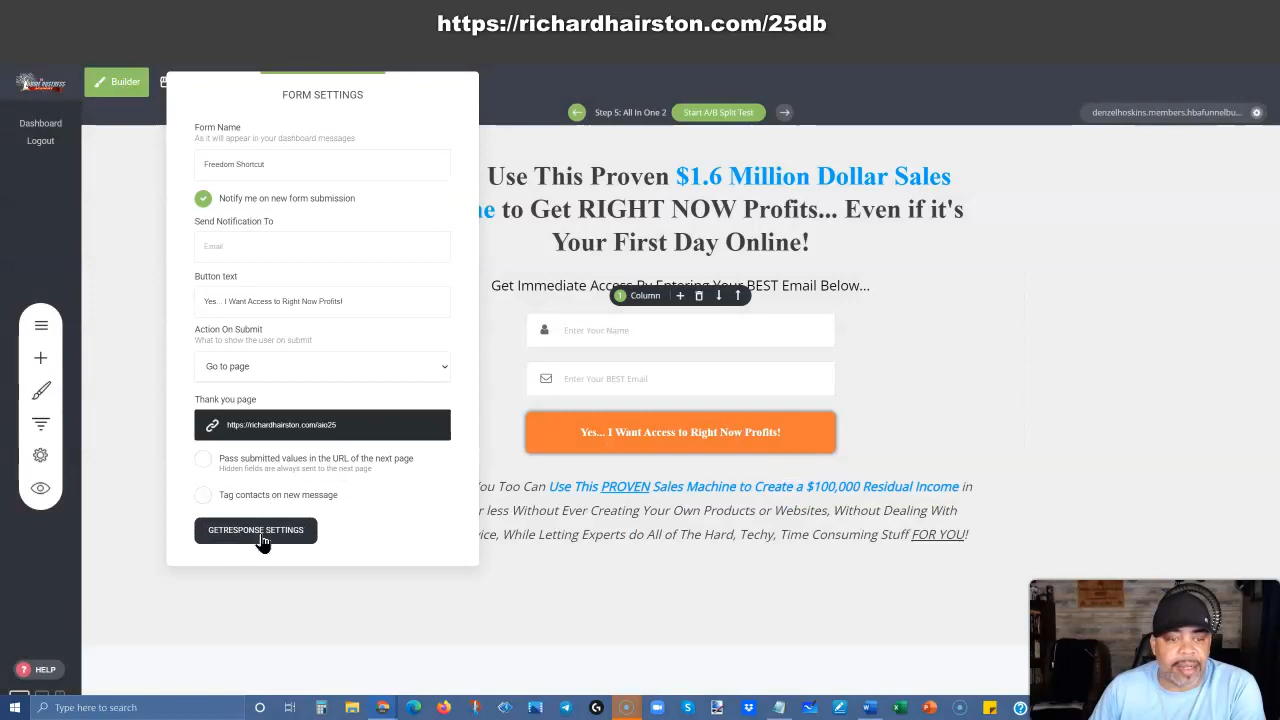 https://richardhairston.com/25db
Builder
Step 5: All In One 2
Start A/B Split Test
denzelhoskins.members.hbafunnelbu...
Dashboard
Logout
FORM SETTINGS
Form Name
As it will appear in your dashboard messages
Freedom Shortcut
Notify me on new form submission
Send Notification To
Email
Button text
Yes... I Want Access to Right Now Profits!
Action On Submit
What to show the user on submit
Go to page
Thank you page
https://richardhairston.com/aio25
Pass submitted values in the URL of the next page
Hidden fields are always sent to the next page
Tag contacts on new message
GETRESPONSE SETTINGS
Use This Proven $1.6 Million Dollar Sales
ne to Get RIGHT NOW Profits... Even if it's
Your First Day Online!
Get Immediate Access By Entering Your BEST Email Below...
1 Column
Enter Your Name
Enter Your BEST Email
Yes... I Want Access to Right Now Profits!
You Too Can Use This PROVEN Sales Machine to Create a $100,000 Residual Income in
r less Without Ever Creating Your Own Products or Websites, Without Dealing With
vice, While Letting Experts do All of The Hard, Techy, Time Consuming Stuff FOR YOU!
HELP
Type here to search